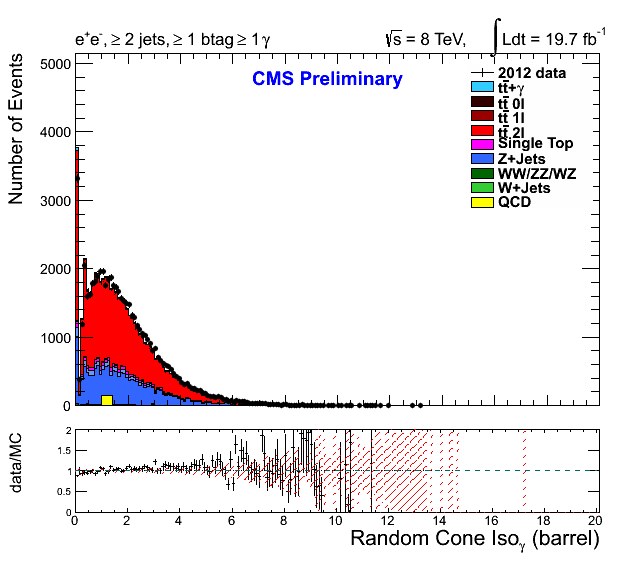 e⁺e⁻, ≥ 2 jets, ≥ 1 btag ≥ 1 γ
√s = 8 TeV, ∫ Ldt = 19.7 fb⁻¹
CMS Preliminary
2012 data
tt̄+γ
tt̄ 0l
tt̄ 1l
tt̄ 2l
Single Top
Z+Jets
WW/ZZ/WZ
W+Jets
QCD
Number of Events
5000
4000
3000
2000
1000
0
data/MC
2
1.5
1
0.5
0
0 2 4 6 8 10 12 14 16 18 20
Random Cone Iso_γ (barrel)